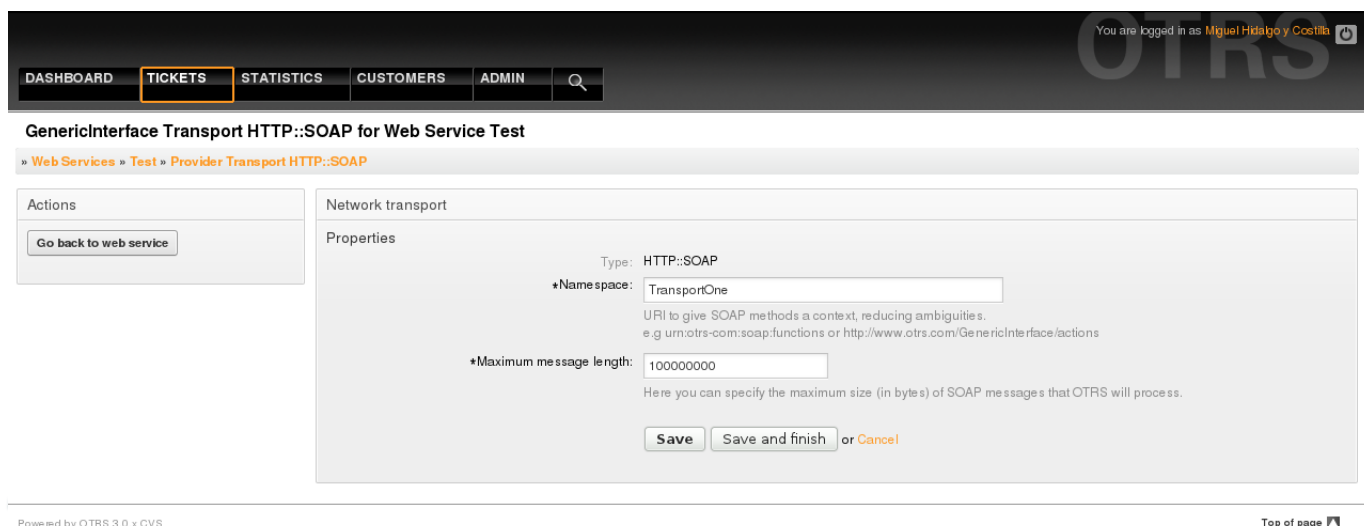 OTRS
You are logged in as Miguel Hidalgo y Costilla
DASHBOARD TICKETS STATISTICS CUSTOMERS ADMIN
GenericInterface Transport HTTP::SOAP for Web Service Test
» Web Services » Test » Provider Transport HTTP::SOAP
Actions
Go back to web service
Network transport
Properties
Type: HTTP::SOAP
*Namespace: TransportOne
URI to give SOAP methods a context, reducing ambiguities.
e.g urn:otrs-com:soap:functions or http://www.otrs.com/GenericInterface/actions
*Maximum message length: 100000000
Here you can specify the maximum size (in bytes) of SOAP messages that OTRS will process.
Save Save and finish or Cancel
Powered by OTRS 3.0.x CVS
Top of page